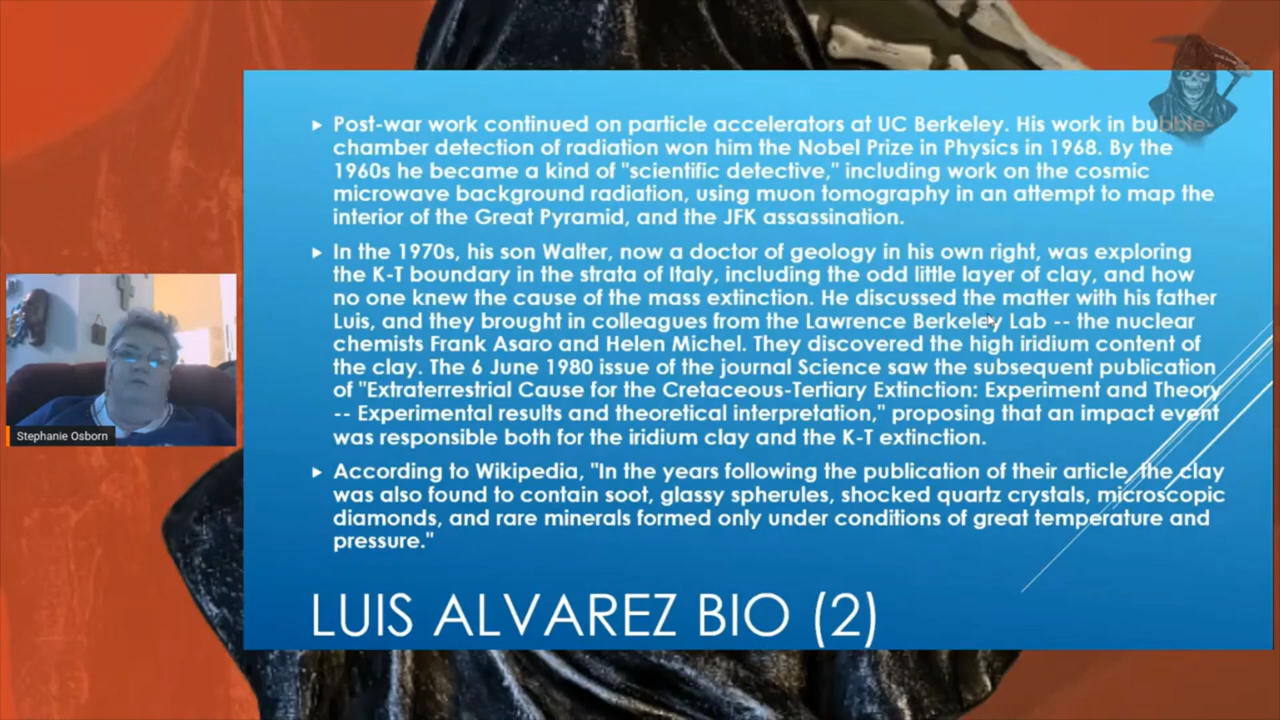 Post-war work continued on particle accelerators at UC Berkeley. His work in bubble
chamber detection of radiation won him the Nobel Prize in Physics in 1968. By the
1960s he became a kind of "scientific detective," including work on the cosmic
microwave background radiation, using muon tomography in an attempt to map the
interior of the Great Pyramid, and the JFK assassination.
In the 1970s, his son Walter, now a doctor of geology in his own right, was exploring
the K-T boundary in the strata of Italy, including the odd little layer of clay, and how
no one knew the cause of the mass extinction. He discussed the matter with his father
Luis, and they brought in colleagues from the Lawrence Berkeley Lab -- the nuclear
chemists Frank Asaro and Helen Michel. They discovered the high iridium content of
the clay. The 6 June 1980 issue of the journal Science saw the subsequent publication
of "Extraterrestrial Cause for the Cretaceous-Tertiary Extinction: Experiment and Theory
-- Experimental results and theoretical interpretation," proposing that an impact event
was responsible both for the iridium clay and the K-T extinction.
According to Wikipedia, "In the years following the publication of their article, the clay
was also found to contain soot, glassy spherules, shocked quartz crystals, microscopic
diamonds, and rare minerals formed only under conditions of great temperature and
pressure."
LUIS ALVAREZ BIO (2)
Stephanie Osborn